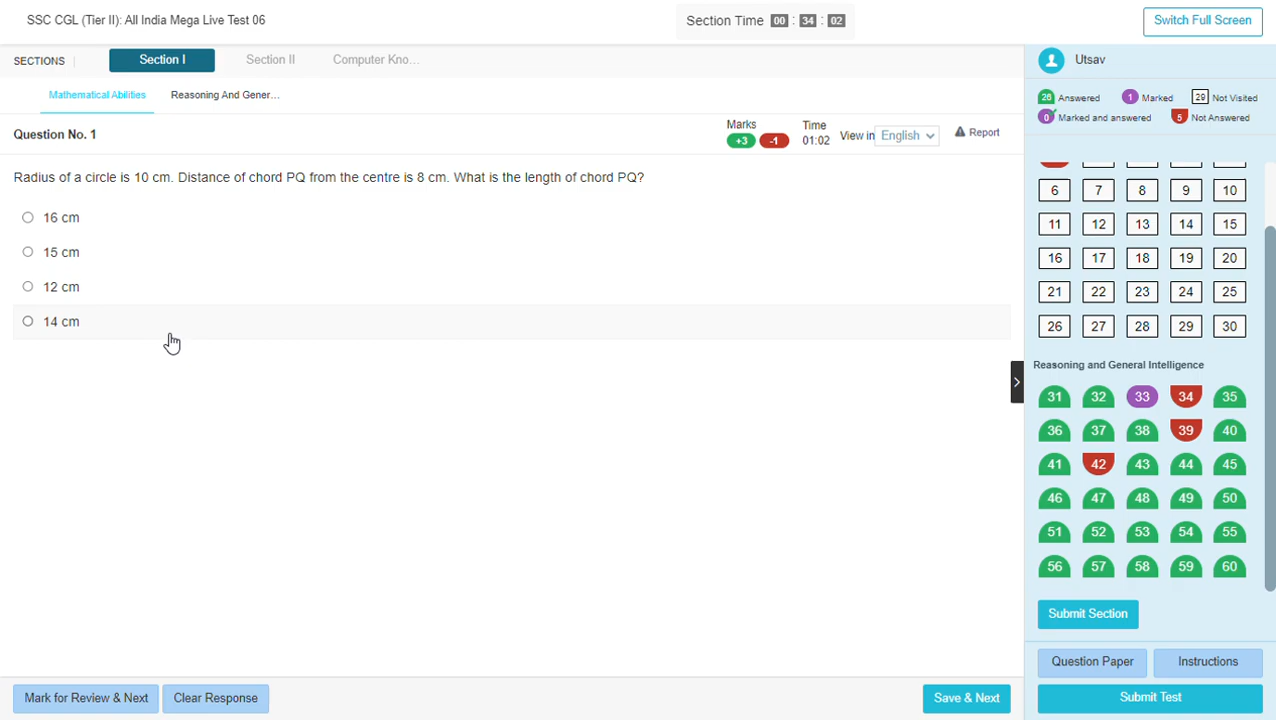 SSC CGL (Tier II): All India Mega Live Test 06
Section Time 00 : 34 : 02
Switch Full Screen
SECTIONS
Section I
Section II
Computer Kno...
Utsav
Mathematical Abilities
Reasoning And Gener...
26 Answered
1 Marked
29 Not Visited
0 Marked and answered
5 Not Answered
Question No. 1
Marks
+3 -1
Time
01:02
View in English
Report
Radius of a circle is 10 cm. Distance of chord PQ from the centre is 8 cm. What is the length of chord PQ?
16 cm
15 cm
12 cm
14 cm
6 7 8 9 10
11 12 13 14 15
16 17 18 19 20
21 22 23 24 25
26 27 28 29 30
Reasoning and General Intelligence
31 32 33 34 35
36 37 38 39 40
41 42 43 44 45
46 47 48 49 50
51 52 53 54 55
56 57 58 59 60
Submit Section
Question Paper
Instructions
Mark for Review & Next
Clear Response
Save & Next
Submit Test